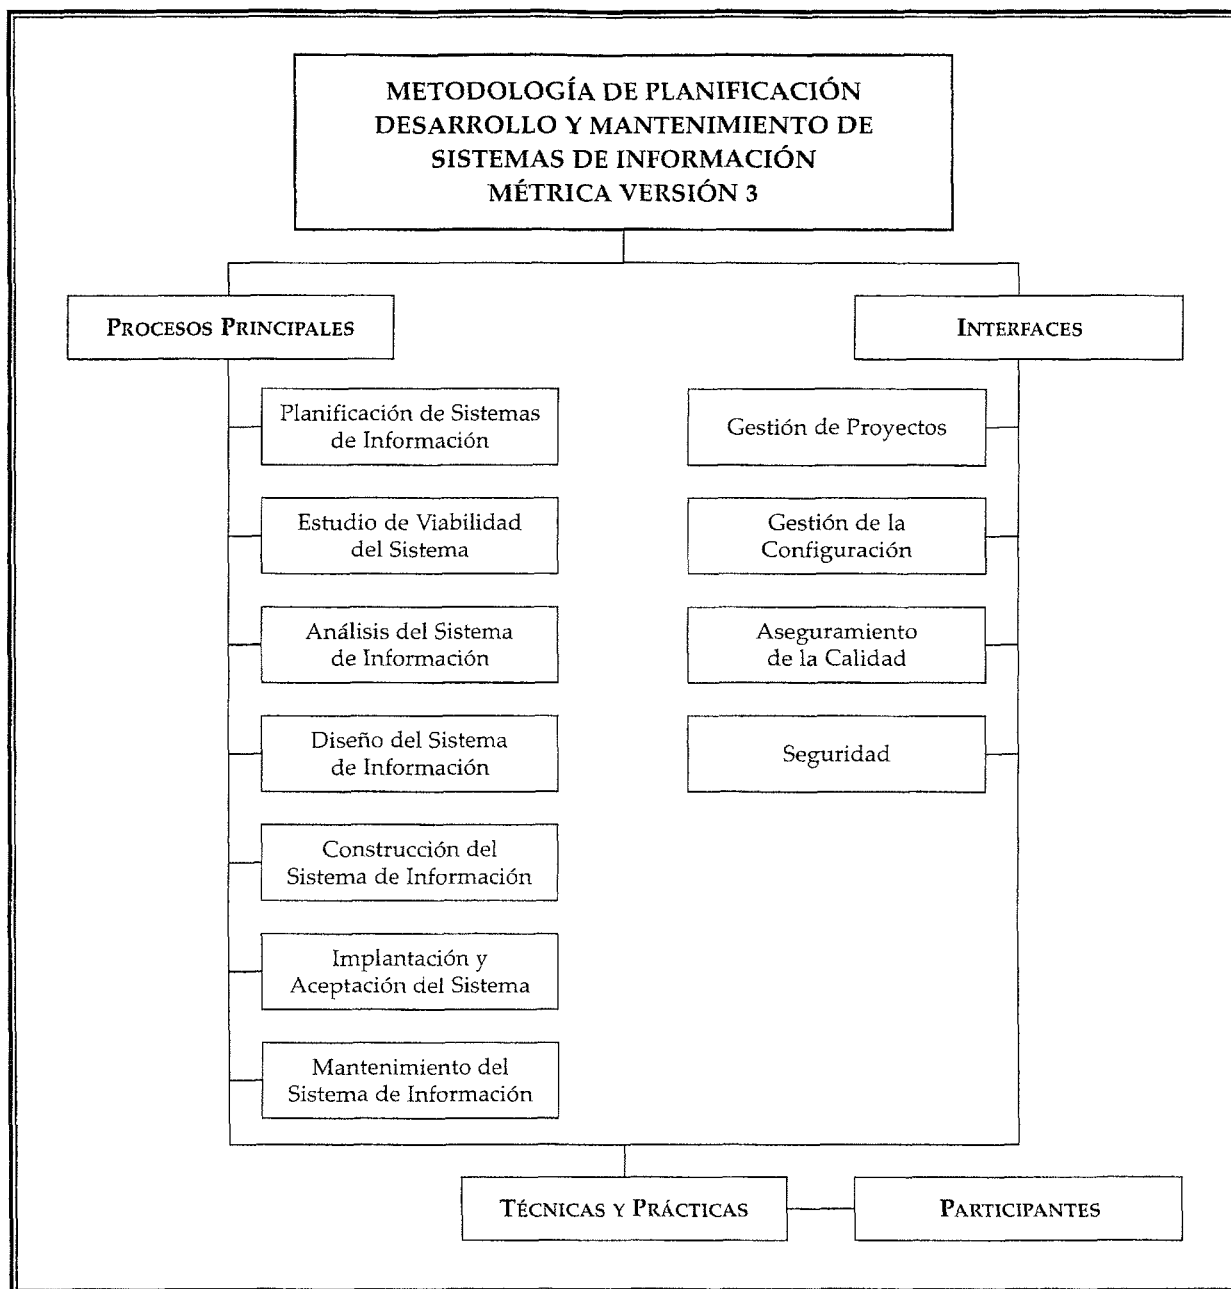 METODOLOGÍA DE PLANIFICACIÓN
DESARROLLO Y MANTENIMIENTO DE
SISTEMAS DE INFORMACIÓN
MÉTRICA VERSIÓN 3
PROCESOS PRINCIPALES
Planificación de Sistemas
de Información
Estudio de Viabilidad
del Sistema
Análisis del Sistema
de Información
Diseño del Sistema
de Información
Construcción del
Sistema de Información
Implantación y
Aceptación del Sistema
Mantenimiento del
Sistema de Información
INTERFACES
Gestión de Proyectos
Gestión de la
Configuración
Aseguramiento
de la Calidad
Seguridad
TÉCNICAS Y PRÁCTICAS
PARTICIPANTES